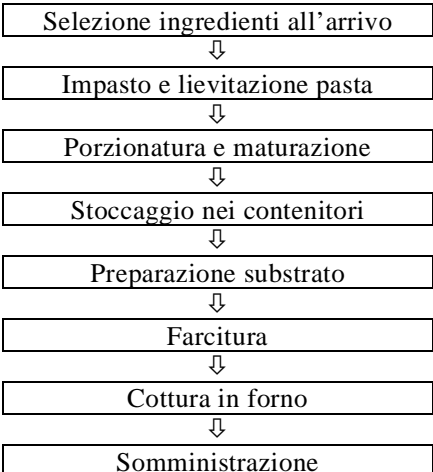 Selezione ingredienti all'arrivo
⇩
Impasto e lievitazione pasta
⇩
Porzionatura e maturazione
⇩
Stoccaggio nei contenitori
⇩
Preparazione substrato
⇩
Farcitura
⇩
Cottura in forno
⇩
Somministrazione